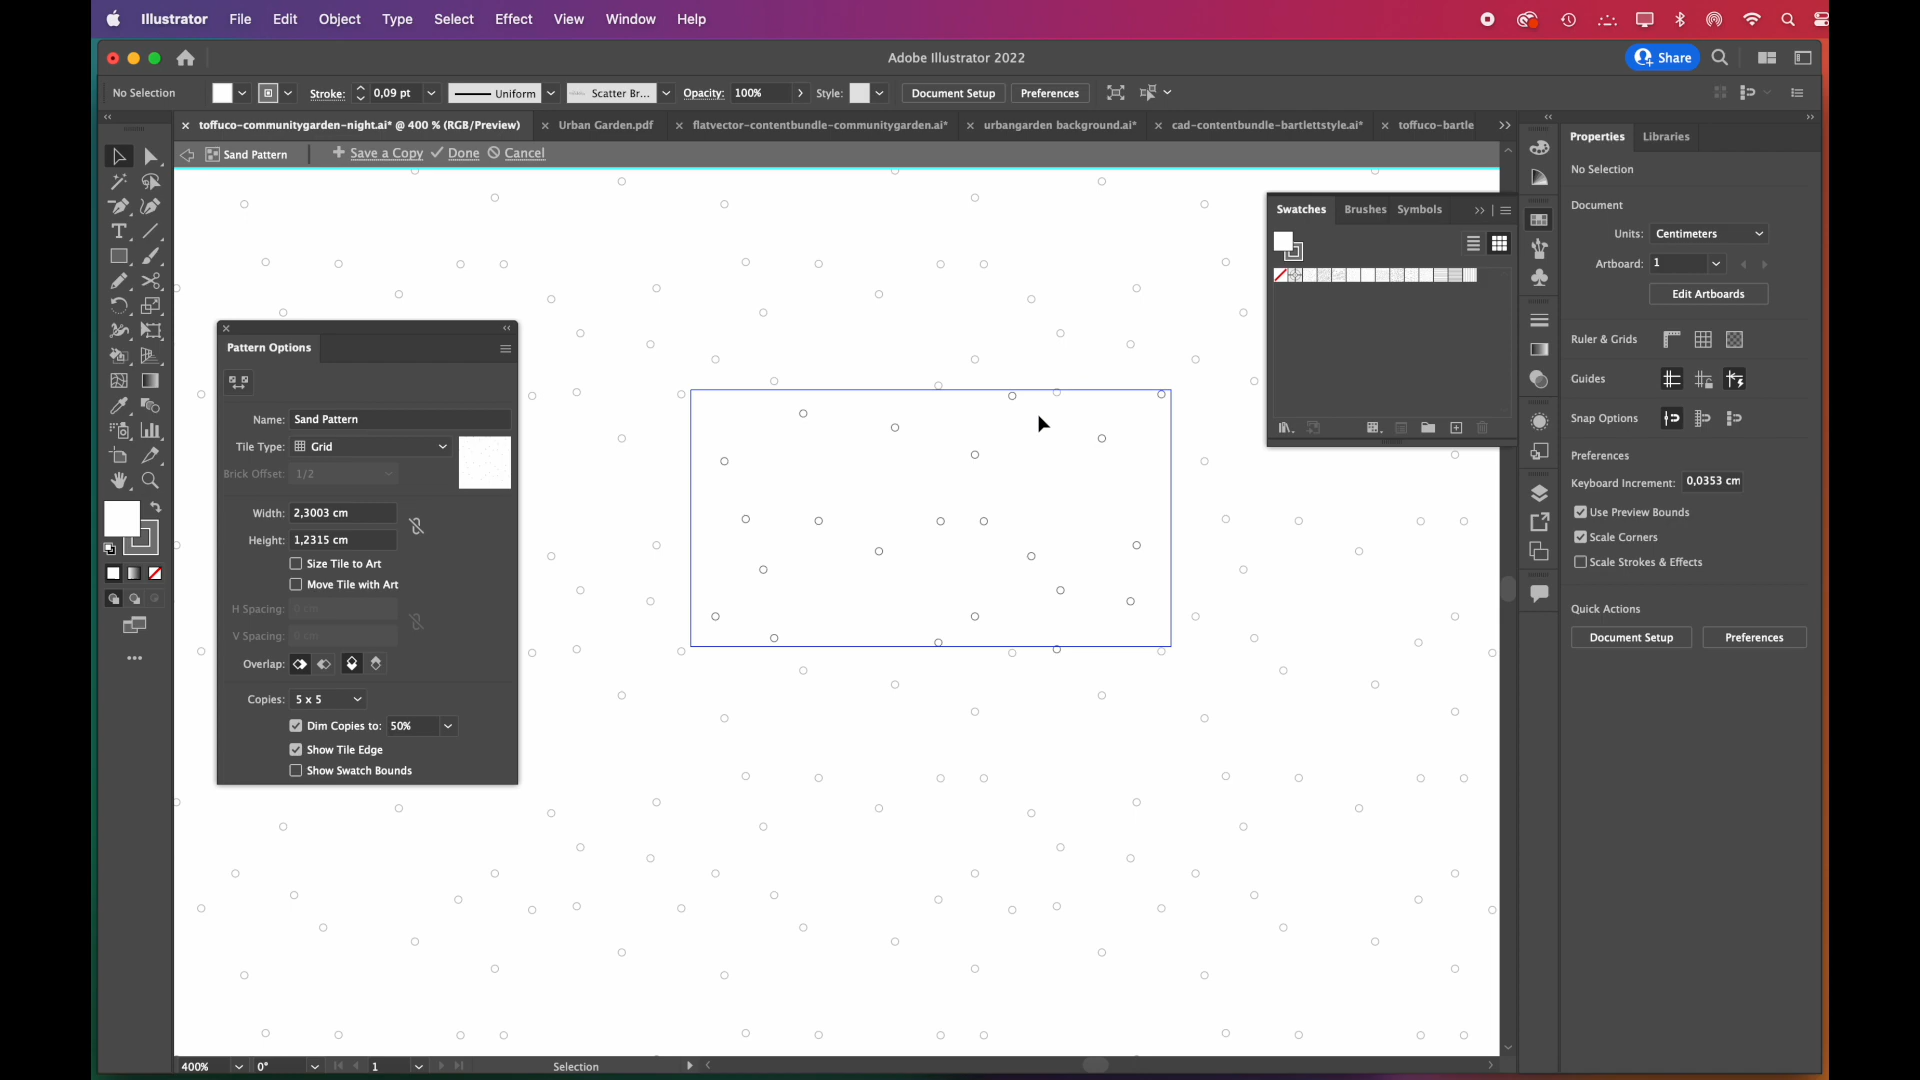 Illustrator File Edit Object Type Select Effect View Window Help
Adobe Illustrator 2022
Share
No Selection
Stroke: 0,09 pt
Uniform
Scatter Br...
Opacity: 100%
Style:
Document Setup
Preferences
× toffuco-communitygarden-night.ai* @ 400 % (RGB/Preview)
× Urban Garden.pdf
× flatvector-contentbundle-communitygarden.ai*
× urbangarden background.ai*
× cad-contentbundle-bartlettstyle.ai*
× toffuco-bartle
Sand Pattern
+ Save a Copy
Done
Cancel
Pattern Options
Name: Sand Pattern
Tile Type: Grid
Brick Offset: 1/2
Width: 2,3003 cm
Height: 1,2315 cm
Size Tile to Art
Move Tile with Art
H Spacing: 0 cm
V Spacing: 0 cm
Overlap:
Copies: 5 x 5
Dim Copies to: 50%
Show Tile Edge
Show Swatch Bounds
Swatches Brushes Symbols
Properties Libraries
No Selection
Document
Units: Centimeters
Artboard: 1
Edit Artboards
Ruler & Grids
Guides
Snap Options
Preferences
Keyboard Increment: 0,0353 cm
Use Preview Bounds
Scale Corners
Scale Strokes & Effects
Quick Actions
Document Setup
Preferences
400%
0°
1
Selection